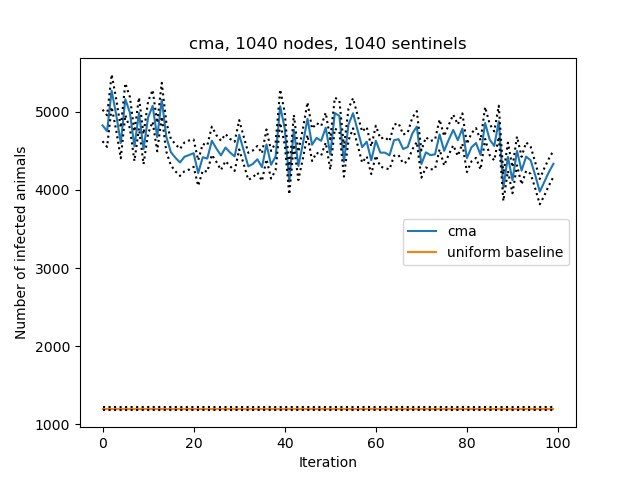 cma, 1040 nodes, 1040 sentinels
Number of infected animals
5000
4000
3000
2000
1000
cma
uniform baseline
0
20
40
60
80
100
Iteration